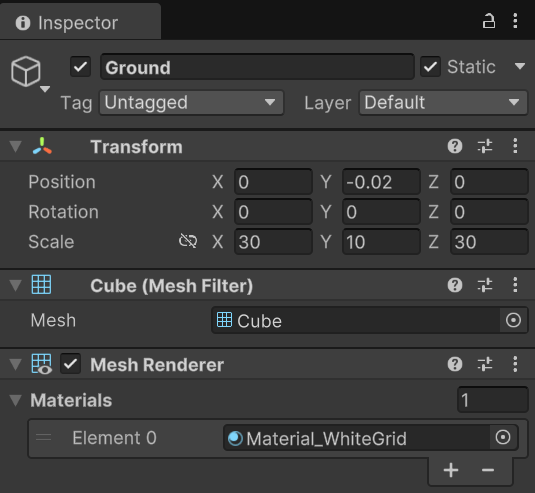 Inspector
Ground Static
Tag Untagged Layer Default
Transform
Position X 0 Y -0.02 Z 0
Rotation X 0 Y 0 Z 0
Scale X 30 Y 10 Z 30
Cube (Mesh Filter)
Mesh Cube
Mesh Renderer
Materials 1
Element 0 Material_WhiteGrid